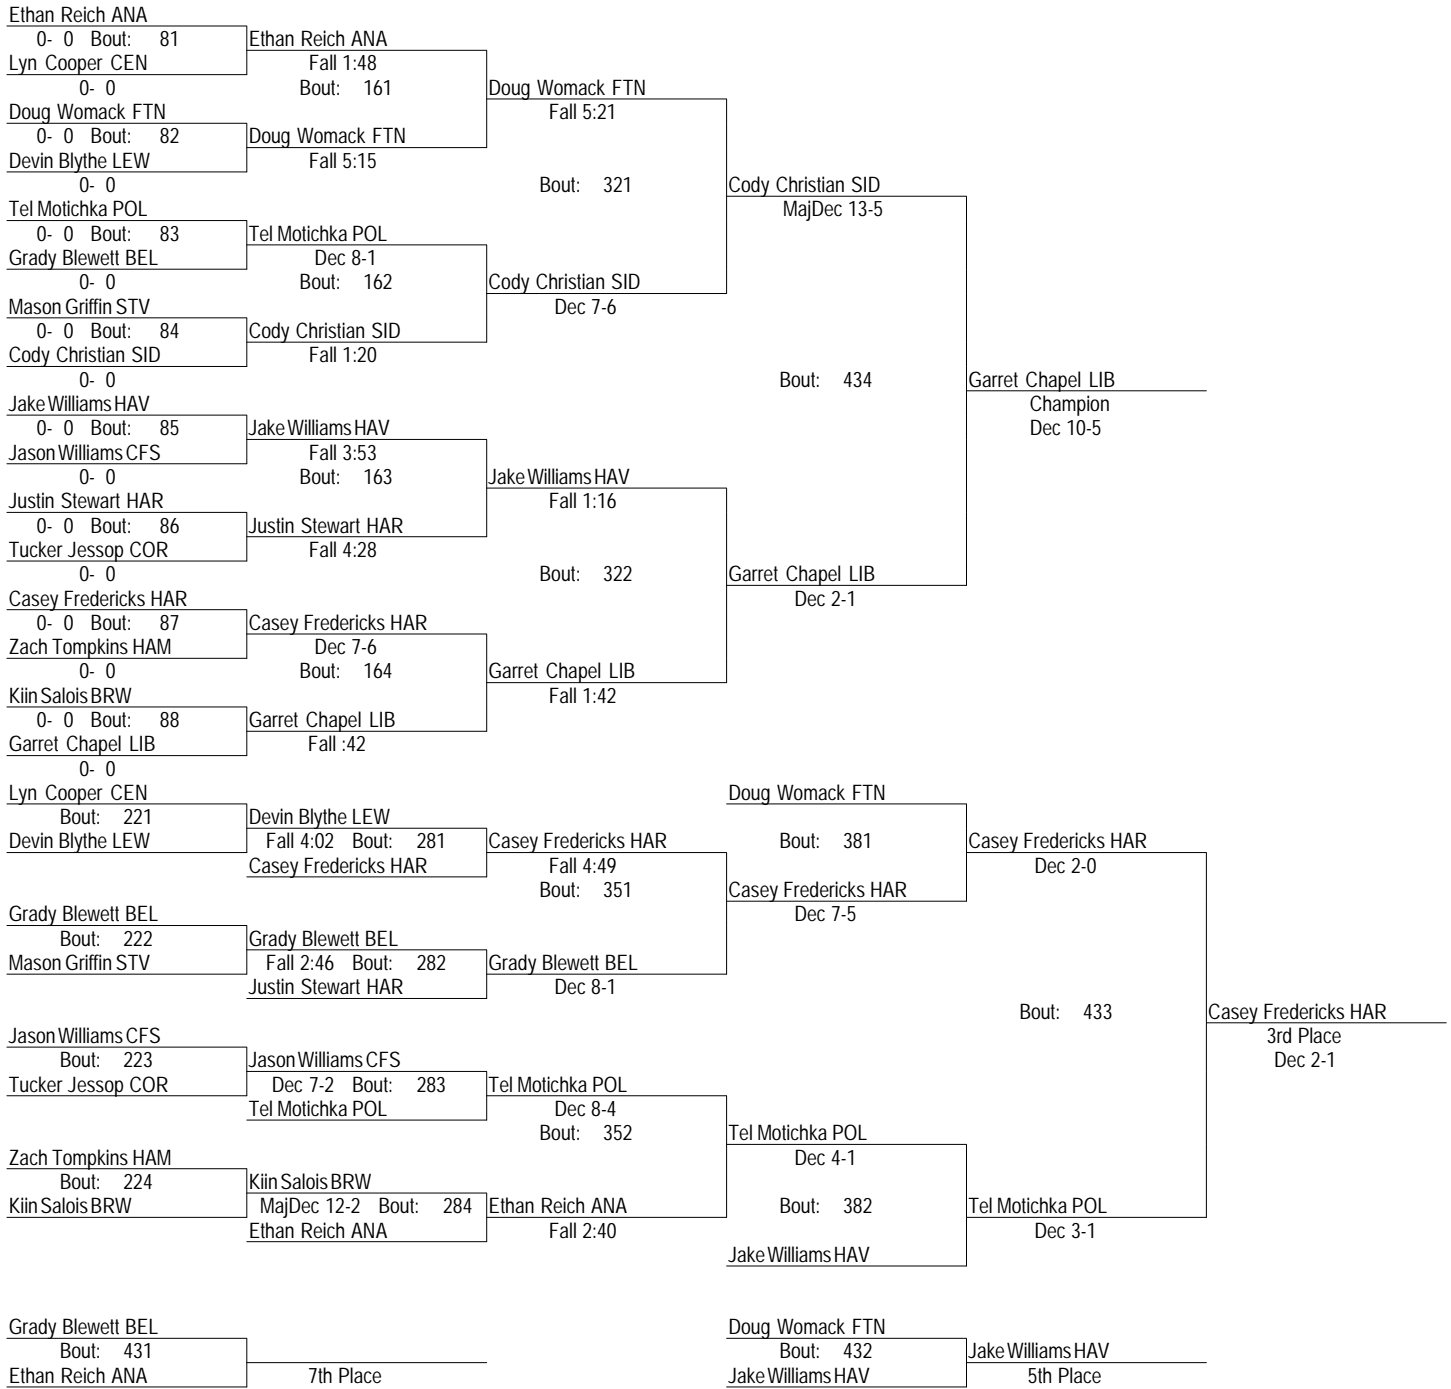 Ethan Reich ANA
0- 0 Bout: 81 Ethan Reich ANA
Lyn Cooper CEN Fall 1:48
0- 0 Bout: 161 Doug Womack FTN
Doug Womack FTN Fall 5:21
0- 0 Bout: 82 Doug Womack FTN
Devin Blythe LEW Fall 5:15
0- 0 Bout: 321 Cody Christian SID
Tel Motichka POL MajDec 13-5
0- 0 Bout: 83 Tel Motichka POL
Grady Blewett BEL Dec 8-1
0- 0 Bout: 162 Cody Christian SID
Mason Griffin STV Dec 7-6
0- 0 Bout: 84 Cody Christian SID
Cody Christian SID Fall 1:20
0- 0 Bout: 434 Garret Chapel LIB
Jake Williams HAV Champion
0- 0 Bout: 85 Jake Williams HAV Dec 10-5
Jason Williams CFS Fall 3:53
0- 0 Bout: 163 Jake Williams HAV
Justin Stewart HAR Fall 1:16
0- 0 Bout: 86 Justin Stewart HAR
Tucker Jessop COR Fall 4:28
0- 0 Bout: 322 Garret Chapel LIB
Casey Fredericks HAR Dec 2-1
0- 0 Bout: 87 Casey Fredericks HAR
Zach Tompkins HAM Dec 7-6
0- 0 Bout: 164 Garret Chapel LIB
Kiin Salois BRW Fall 1:42
0- 0 Bout: 88 Garret Chapel LIB
Garret Chapel LIB Fall :42
0- 0
Lyn Cooper CEN Doug Womack FTN
Bout: 221 Devin Blythe LEW
Devin Blythe LEW Fall 4:02 Bout: 281 Casey Fredericks HAR Bout: 381 Casey Fredericks HAR
Casey Fredericks HAR Fall 4:49 Dec 2-0
Bout: 351 Casey Fredericks HAR
Grady Blewett BEL Dec 7-5
Bout: 222 Grady Blewett BEL
Mason Griffin STV Fall 2:46 Bout: 282 Grady Blewett BEL
Justin Stewart HAR Dec 8-1
Bout: 433 Casey Fredericks HAR
Jason Williams CFS 3rd Place
Bout: 223 Jason Williams CFS Dec 2-1
Tucker Jessop COR Dec 7-2 Bout: 283 Tel Motichka POL
Tel Motichka POL Dec 8-4
Bout: 352 Tel Motichka POL
Zach Tompkins HAM Dec 4-1
Bout: 224 Kiin Salois BRW
Kiin Salois BRW MajDec 12-2 Bout: 284 Ethan Reich ANA Bout: 382 Tel Motichka POL
Ethan Reich ANA Fall 2:40 Dec 3-1
Jake Williams HAV
Grady Blewett BEL Doug Womack FTN
Bout: 431 Bout: 432 Jake Williams HAV
Ethan Reich ANA 7th Place Jake Williams HAV 5th Place